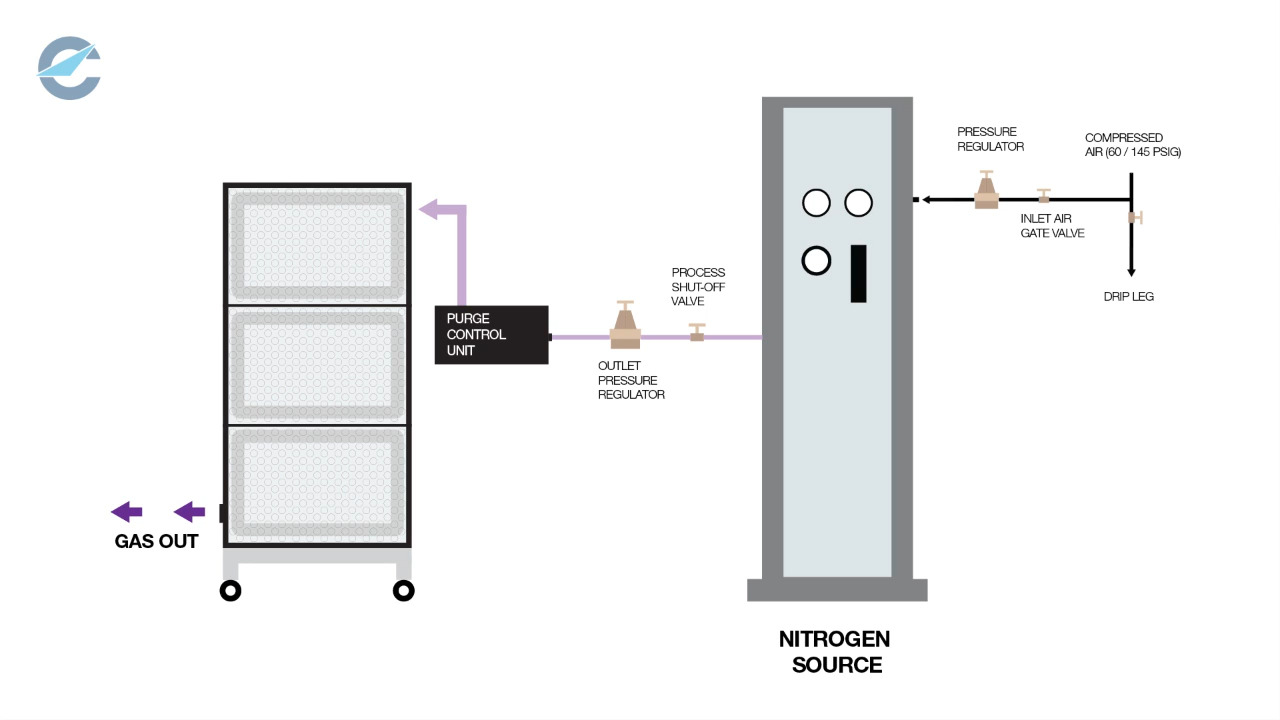 PRESSURE
REGULATOR
COMPRESSED
AIR (60 / 145 PSIG)
INLET AIR
GATE VALVE
DRIP LEG
PROCESS
SHUT-OFF
VALVE
PURGE
CONTROL
UNIT
OUTLET
PRESSURE
REGULATOR
GAS OUT
NITROGEN
SOURCE